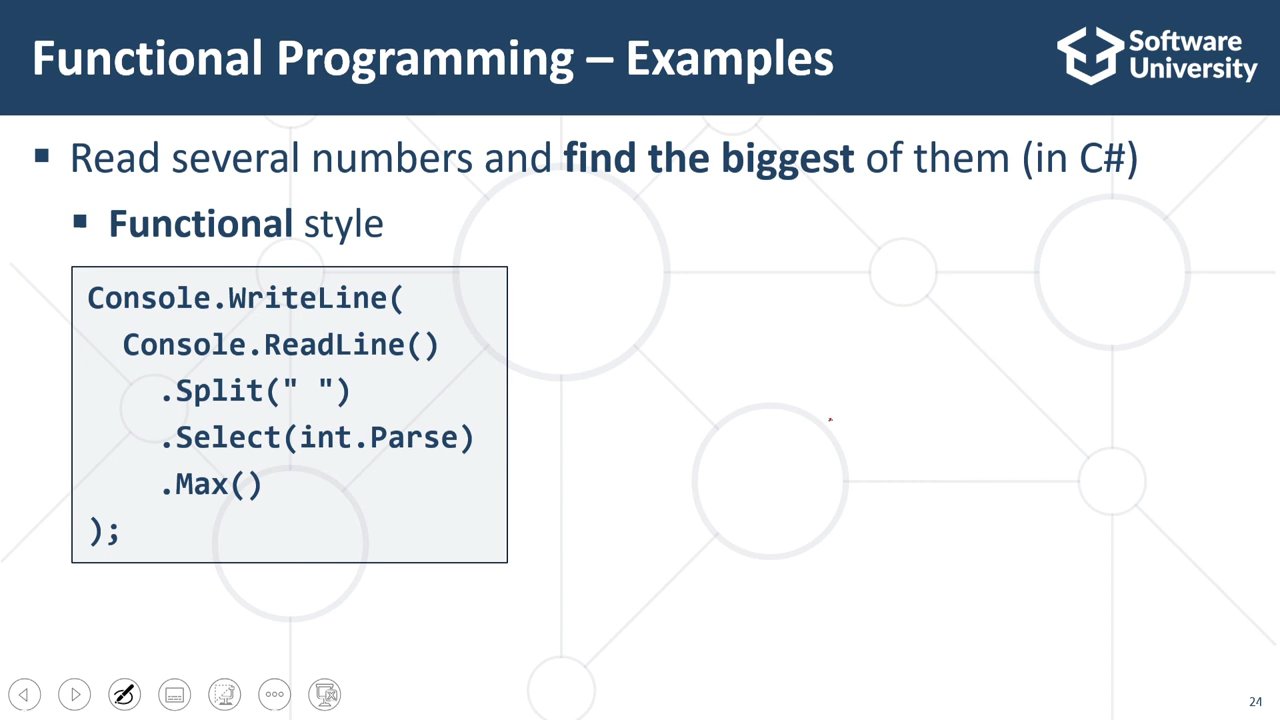 Functional Programming – Examples
Software
University
▪ Read several numbers and find the biggest of them (in C#)
▪ Functional style
Console.WriteLine(
  Console.ReadLine()
    .Split(" ")
    .Select(int.Parse)
    .Max()
);
24